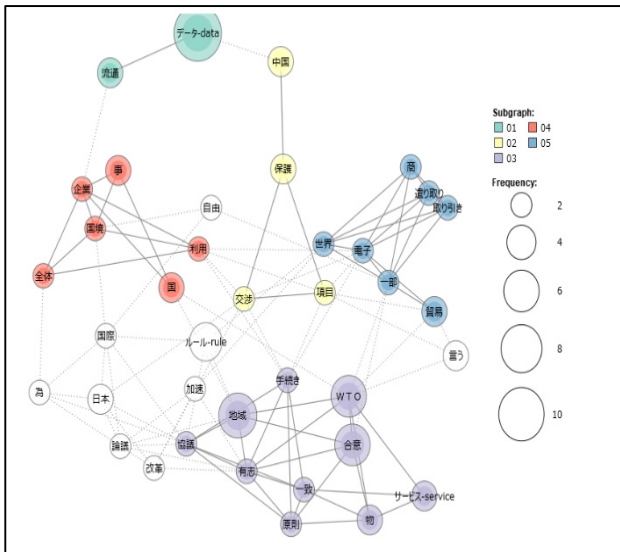 データ-data
中国
流通
事
保護
商
企業
遣り取り
取り引き
自由
国境
世界
電子
利用
全体
一部
国
交渉
項目
貿易
国際
ルール-rule
言う
手続き
為
日本
加速
WTO
地域
論議
協議
合意
改革
有志
一致
サービス-service
原則
物
Subgraph:
01 04
02 05
03
Frequency:
2
4
6
8
10